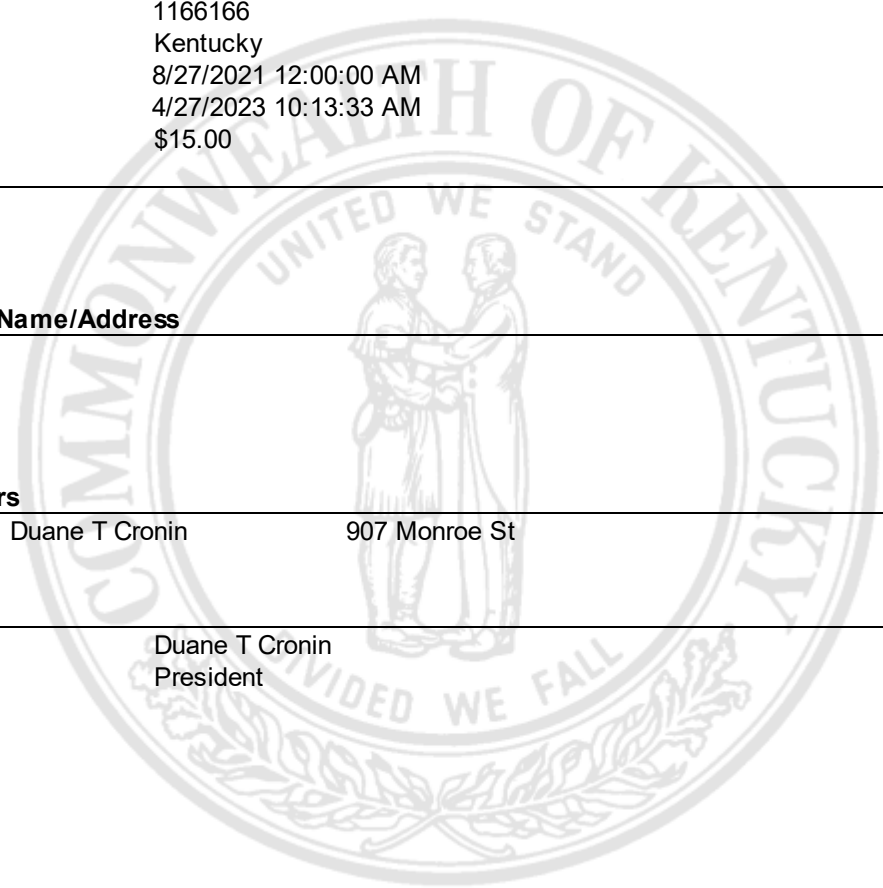 1166166
Kentucky
8/27/2021 12:00:00 AM
4/27/2023 10:13:33 AM
$15.00
COMMONWEALTH OF KENTUCKY
UNITED WE STAND
Name/Address
rs
Duane T Cronin 907 Monroe St
Duane T Cronin
President
DIVIDED WE FALL